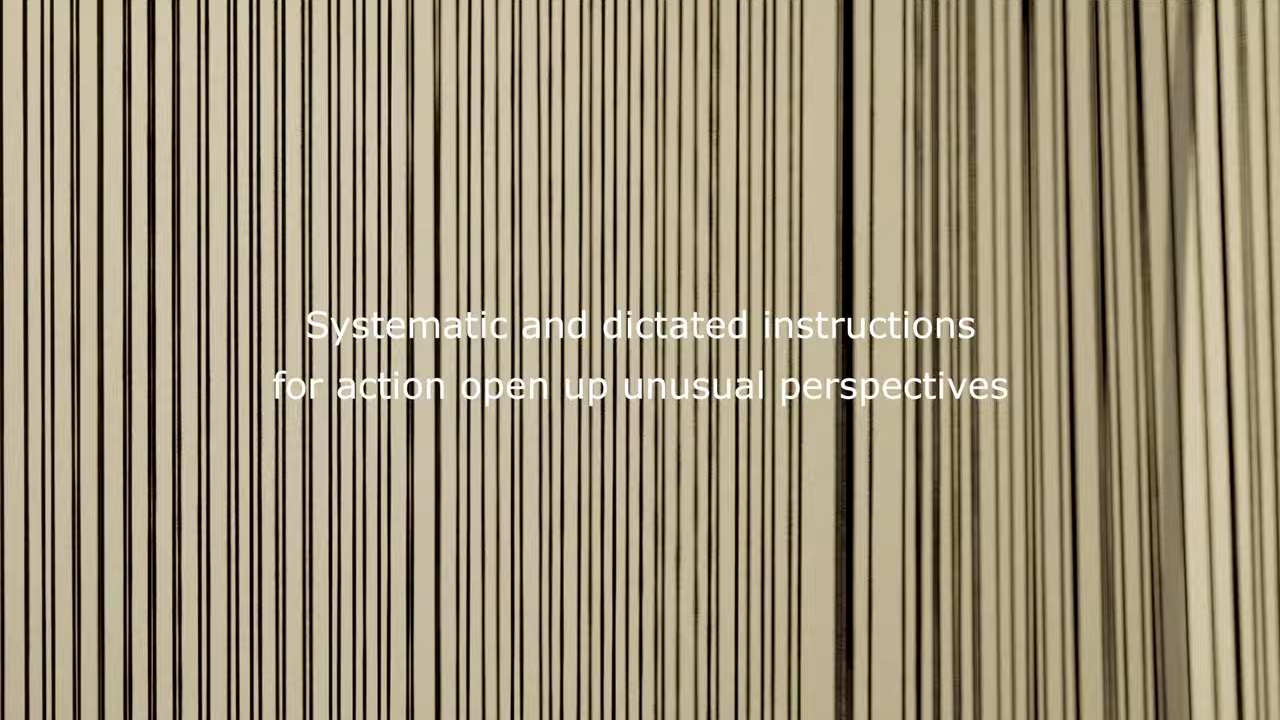 Systematic and dictated instructions
for action open up unusual perspectives